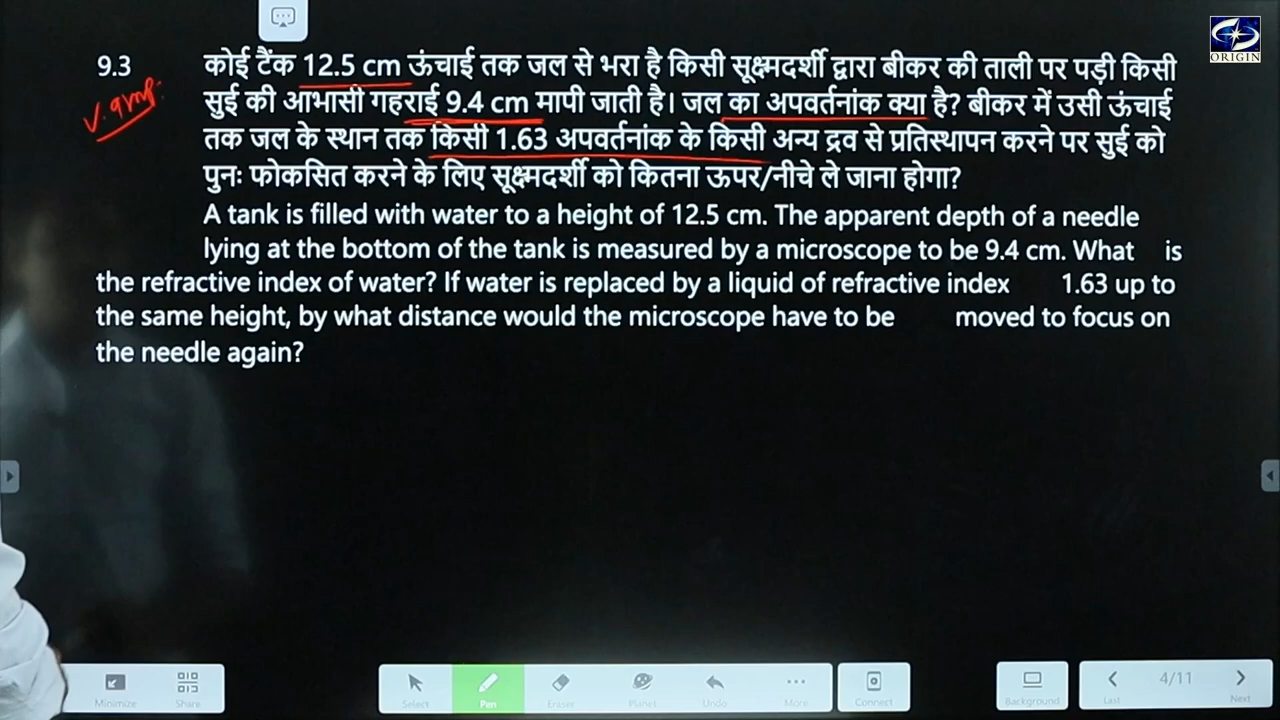 ORIGIN
9.3 कोई टैंक 12.5 cm ऊंचाई तक जल से भरा है किसी सूक्ष्मदर्शी द्वारा बीकर की ताली पर पड़ी किसी
v. Imp.
सुई की आभासी गहराई 9.4 cm मापी जाती है। जल का अपवर्तनांक क्या है? बीकर में उसी ऊंचाई
तक जल के स्थान तक किसी 1.63 अपवर्तनांक के किसी अन्य द्रव से प्रतिस्थापन करने पर सुई को
पुनः फोकसित करने के लिए सूक्ष्मदर्शी को कितना ऊपर/नीचे ले जाना होगा?
A tank is filled with water to a height of 12.5 cm. The apparent depth of a needle
lying at the bottom of the tank is measured by a microscope to be 9.4 cm. What is
the refractive index of water? If water is replaced by a liquid of refractive index 1.63 up to
the same height, by what distance would the microscope have to be moved to focus on
the needle again?
Minimize Share Select Pen Eraser Planet Undo More Connect Background Last 4/11 Next